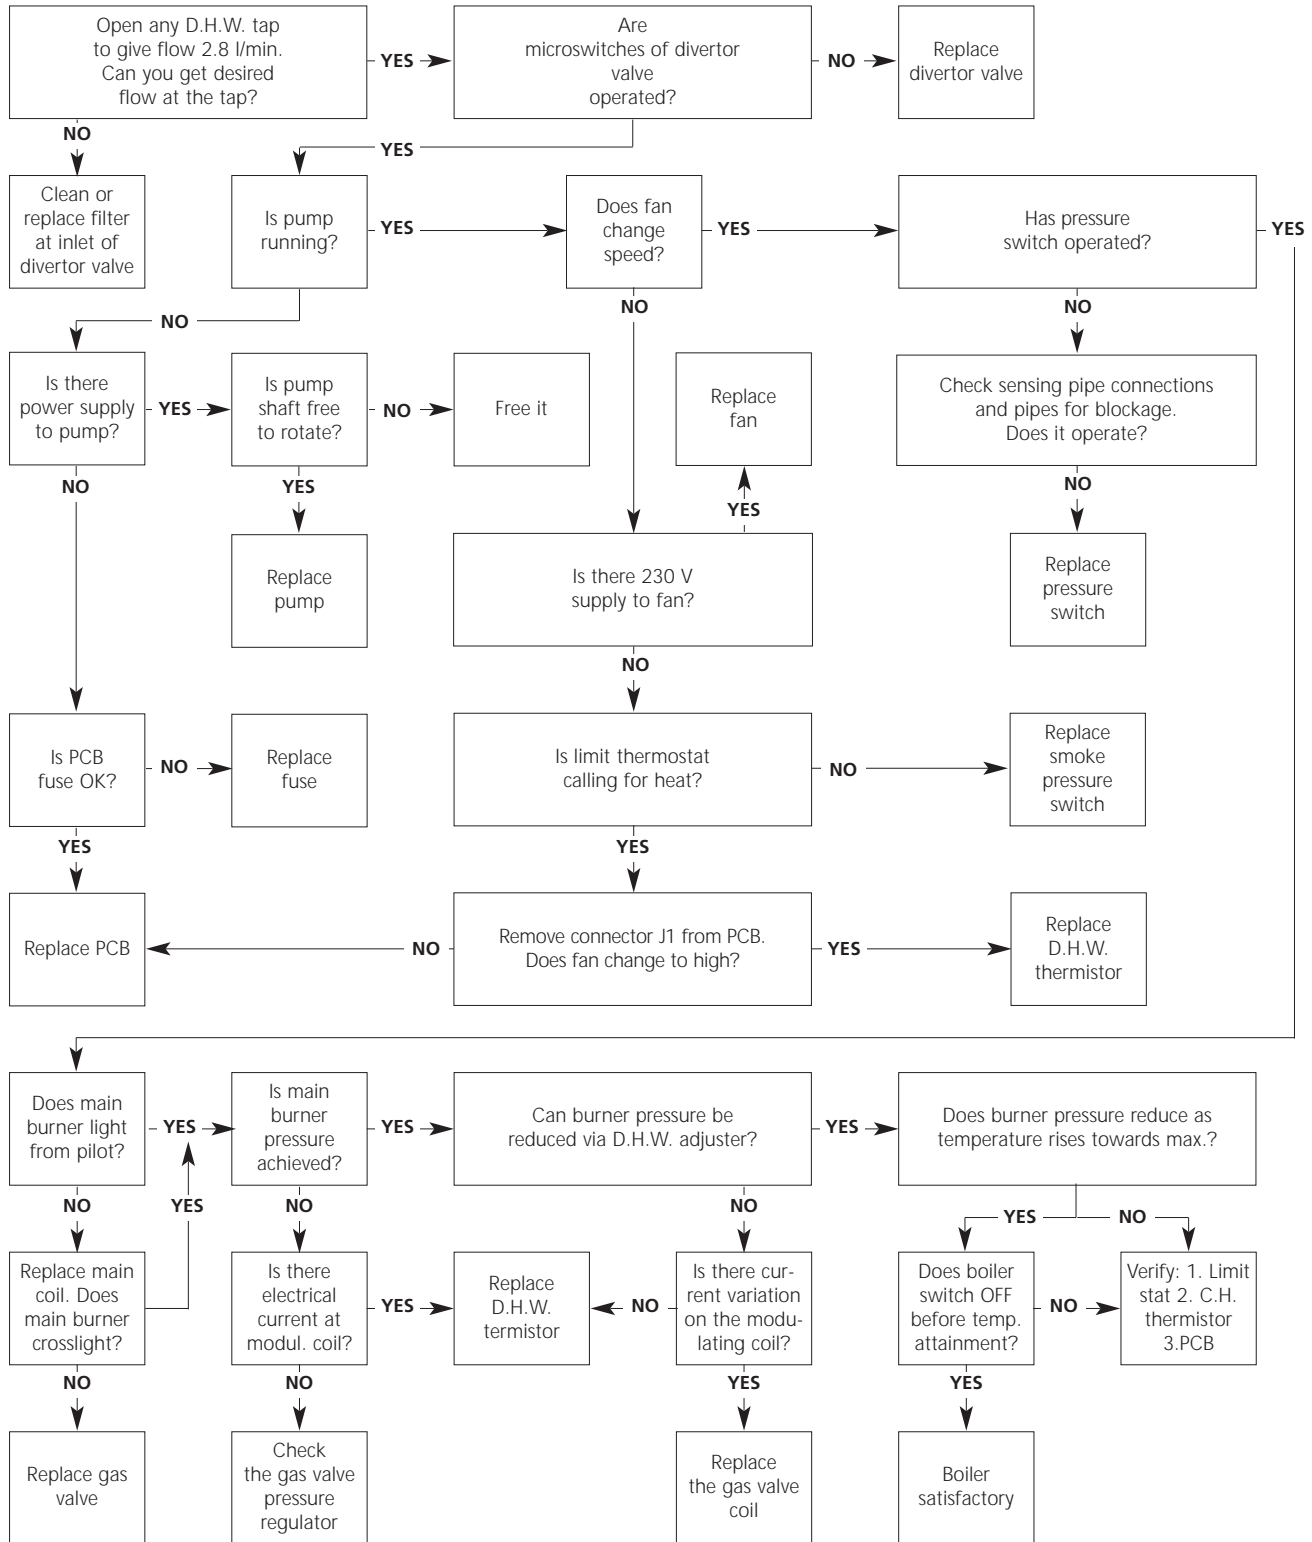 Open any D.H.W. tap
to give flow 2.8 l/min.
Can you get desired
flow at the tap?
YES
Are
microswitches of divertor
valve
operated?
NO
Replace
divertor valve
NO
YES
Clean or
replace filter
at inlet of
divertor valve
Is pump
running?
YES
Does fan
change
speed?
YES
Has pressure
switch operated?
YES
NO
NO
NO
Is there
power supply
to pump?
YES
Is pump
shaft free
to rotate?
NO
Free it
Replace
fan
Check sensing pipe connections
and pipes for blockage.
Does it operate?
NO
YES
YES
NO
Replace
pump
Is there 230 V
supply to fan?
Replace
pressure
switch
NO
Is PCB
fuse OK?
NO
Replace
fuse
Is limit thermostat
calling for heat?
NO
Replace
smoke
pressure
switch
YES
YES
Replace PCB
NO
Remove connector J1 from PCB.
Does fan change to high?
YES
Replace
D.H.W.
thermistor
Does main
burner light
from pilot?
YES
Is main
burner
pressure
achieved?
YES
Can burner pressure be
reduced via D.H.W. adjuster?
YES
Does burner pressure reduce as
temperature rises towards max.?
NO
YES
NO
NO
YES
NO
Replace main
coil. Does
main burner
crosslight?
Is there
electrical
current at
modul. coil?
YES
Replace
D.H.W.
termistor
NO
Is there cur-
rent variation
on the modu-
lating coil?
Does boiler
switch OFF
before temp.
attainment?
NO
Verify: 1. Limit
stat 2. C.H.
thermistor
3.PCB
NO
NO
YES
YES
Replace gas
valve
Check
the gas valve
pressure
regulator
Replace
the gas valve
coil
Boiler
satisfactory